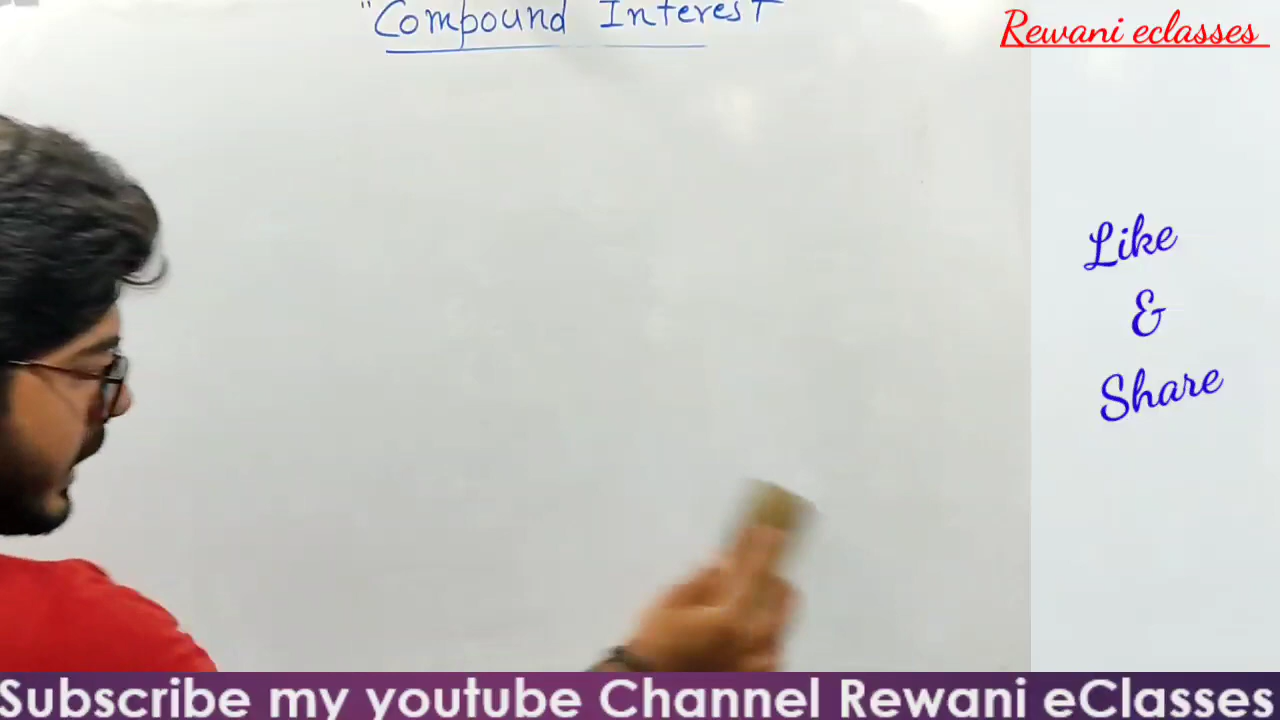 "Compound Interest
Rewani eclasses
Like
&
Share
Subscribe my youtube Channel Rewani eClasses